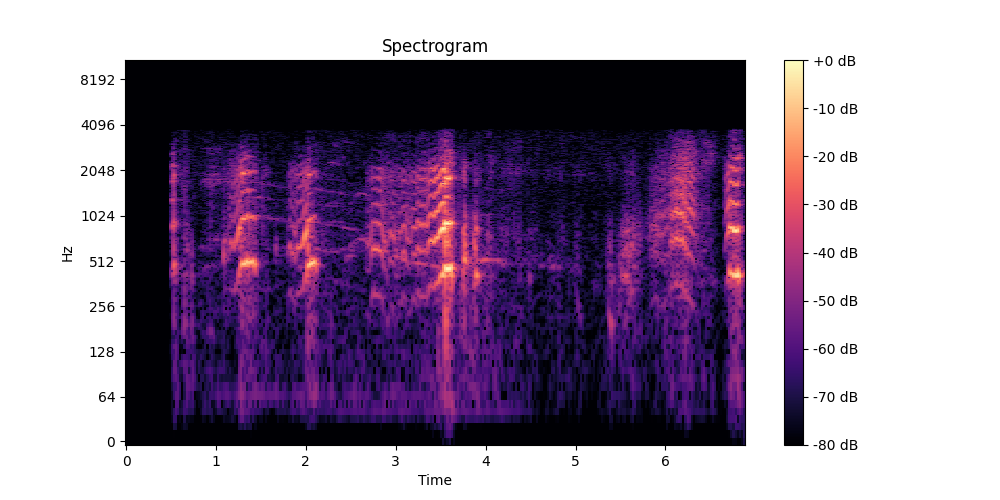 Spectrogram
8192
4096
2048
1024
512
256
128
64
0
Hz
0 1 2 3 4 5 6
Time
+0 dB
-10 dB
-20 dB
-30 dB
-40 dB
-50 dB
-60 dB
-70 dB
-80 dB